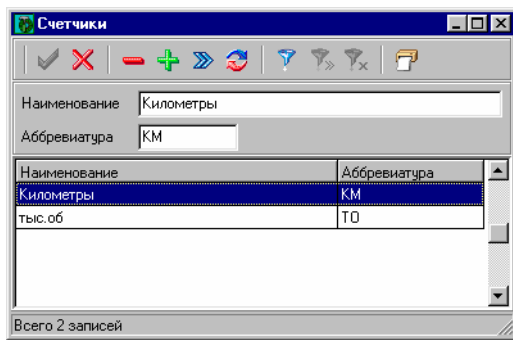 Счетчики
Наименование Километры
Аббревиатура КМ
Наименование Аббревиатура
Километры КМ
тыс.об ТО
Всего 2 записей